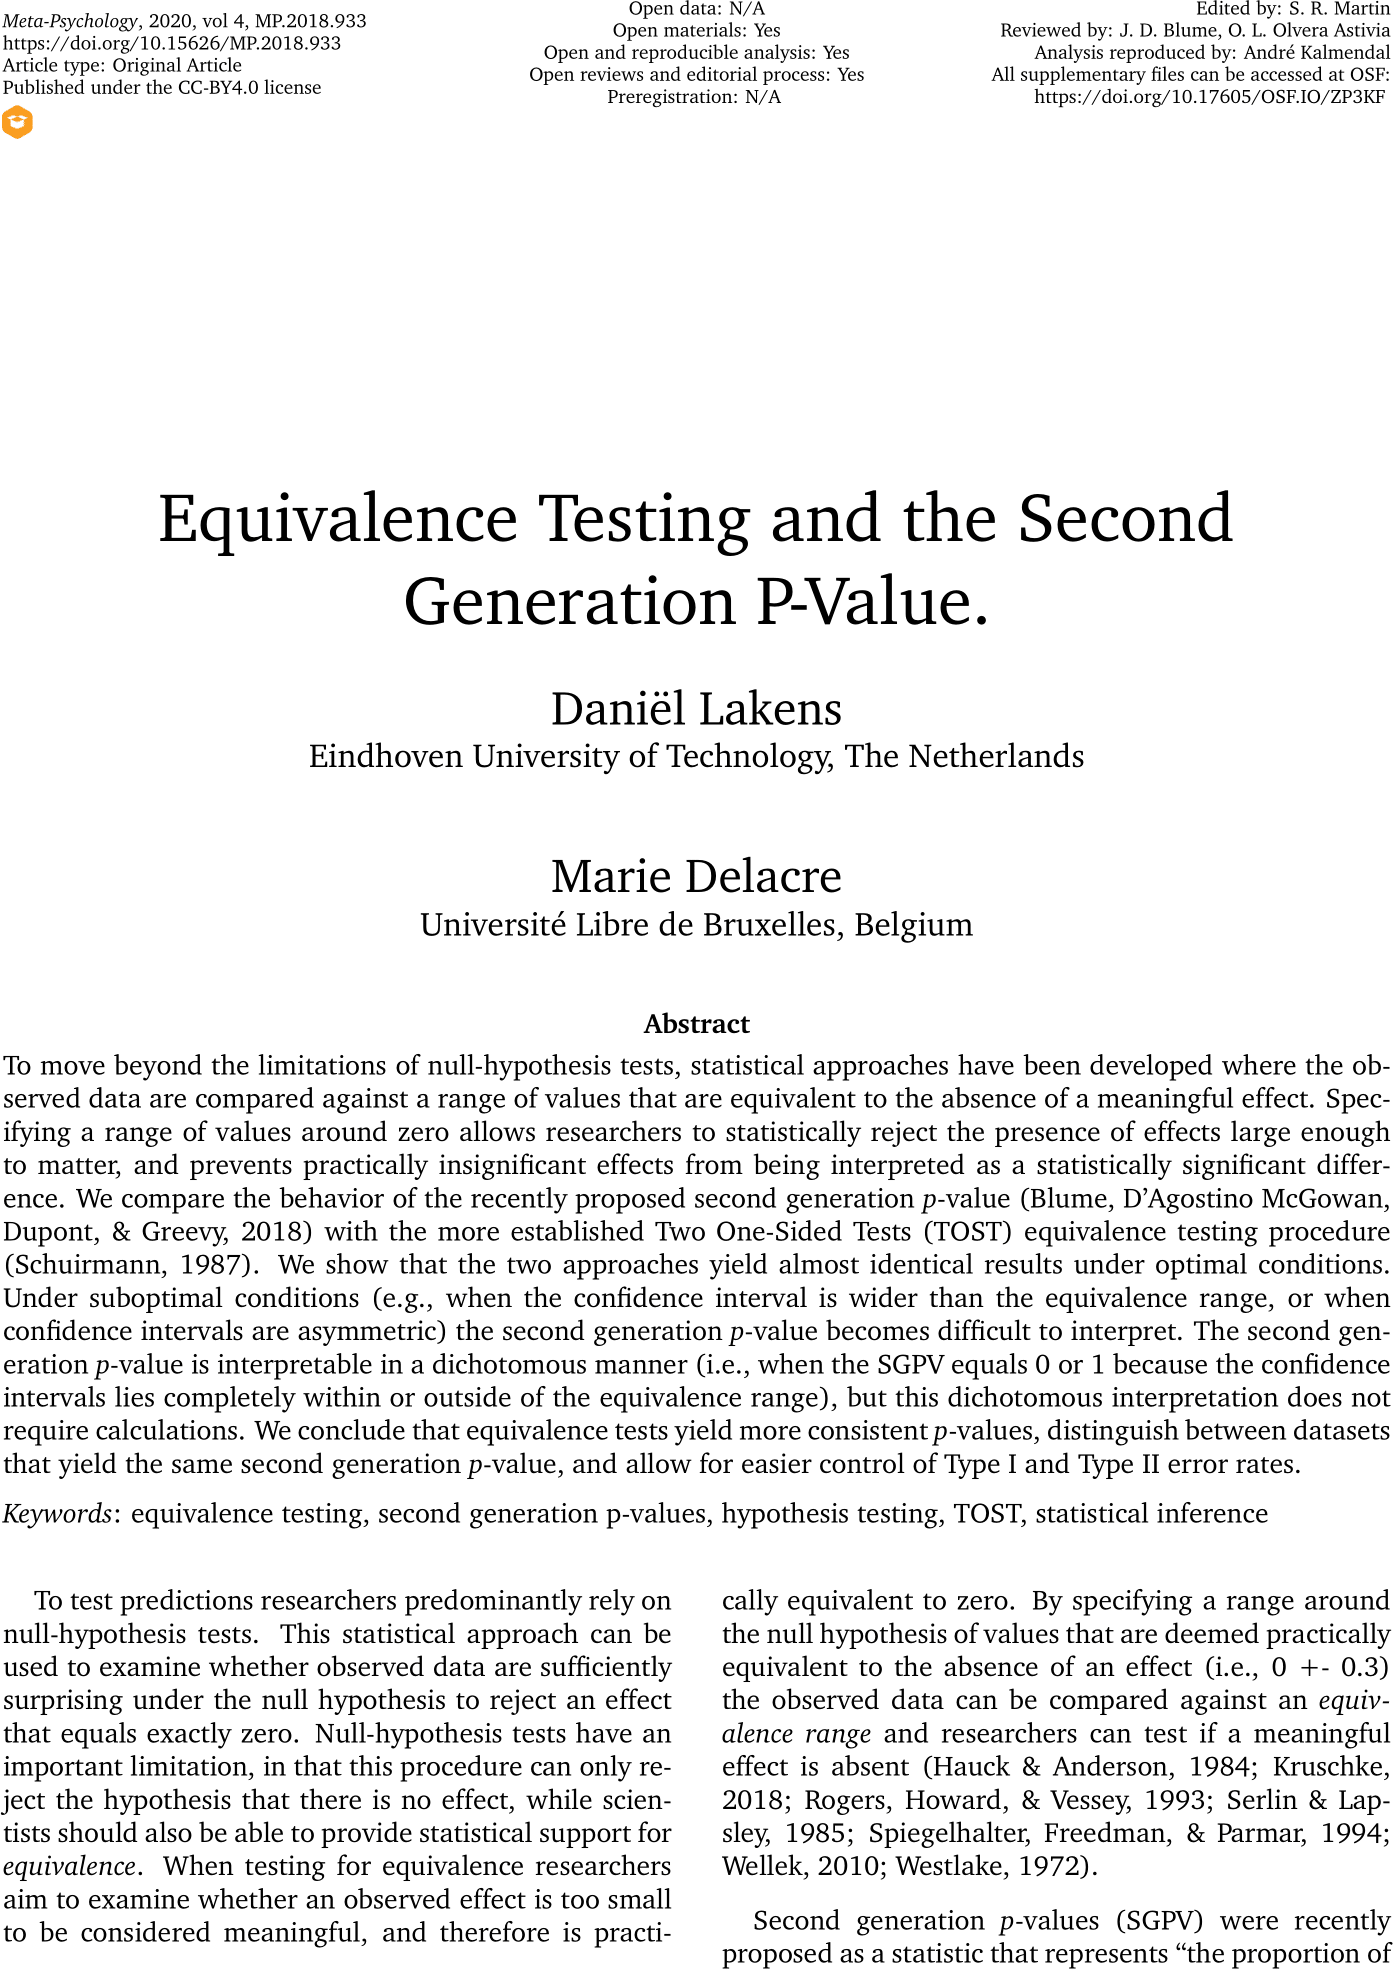 Meta-Psychology, 2020, vol 4, MP.2018.933
https://doi.org/10.15626/MP.2018.933
Article type: Original Article
Published under the CC-BY4.0 license
Open data: N/A
Open materials: Yes
Open and reproducible analysis: Yes
Open reviews and editorial process: Yes
Preregistration: N/A
Edited by: S. R. Martin
Reviewed by: J. D. Blume, O. L. Olvera Astivia
Analysis reproduced by: André Kalmendal
All supplementary files can be accessed at OSF:
https://doi.org/10.17605/OSF.IO/ZP3KF
Equivalence Testing and the Second
Generation P-Value.
Daniël Lakens
Eindhoven University of Technology, The Netherlands
Marie Delacre
Université Libre de Bruxelles, Belgium
Abstract
To move beyond the limitations of null-hypothesis tests, statistical approaches have been developed where the ob-
served data are compared against a range of values that are equivalent to the absence of a meaningful effect. Spec-
ifying a range of values around zero allows researchers to statistically reject the presence of effects large enough
to matter, and prevents practically insignificant effects from being interpreted as a statistically significant differ-
ence. We compare the behavior of the recently proposed second generation p-value (Blume, D'Agostino McGowan,
Dupont, & Greevy, 2018) with the more established Two One-Sided Tests (TOST) equivalence testing procedure
(Schuirmann, 1987). We show that the two approaches yield almost identical results under optimal conditions.
Under suboptimal conditions (e.g., when the confidence interval is wider than the equivalence range, or when
confidence intervals are asymmetric) the second generation p-value becomes difficult to interpret. The second gen-
eration p-value is interpretable in a dichotomous manner (i.e., when the SGPV equals 0 or 1 because the confidence
intervals lies completely within or outside of the equivalence range), but this dichotomous interpretation does not
require calculations. We conclude that equivalence tests yield more consistent p-values, distinguish between datasets
that yield the same second generation p-value, and allow for easier control of Type I and Type II error rates.
Keywords: equivalence testing, second generation p-values, hypothesis testing, TOST, statistical inference
To test predictions researchers predominantly rely on
null-hypothesis tests. This statistical approach can be
used to examine whether observed data are sufficiently
surprising under the null hypothesis to reject an effect
that equals exactly zero. Null-hypothesis tests have an
important limitation, in that this procedure can only re-
ject the hypothesis that there is no effect, while scien-
tists should also be able to provide statistical support for
equivalence. When testing for equivalence researchers
aim to examine whether an observed effect is too small
to be considered meaningful, and therefore is practi-
cally equivalent to zero. By specifying a range around
the null hypothesis of values that are deemed practically
equivalent to the absence of an effect (i.e., 0 +- 0.3)
the observed data can be compared against an equiv-
alence range and researchers can test if a meaningful
effect is absent (Hauck & Anderson, 1984; Kruschke,
2018; Rogers, Howard, & Vessey, 1993; Serlin & Lap-
sley, 1985; Spiegelhalter, Freedman, & Parmar, 1994;
Wellek, 2010; Westlake, 1972).
Second generation p-values (SGPV) were recently
proposed as a statistic that represents “the proportion of